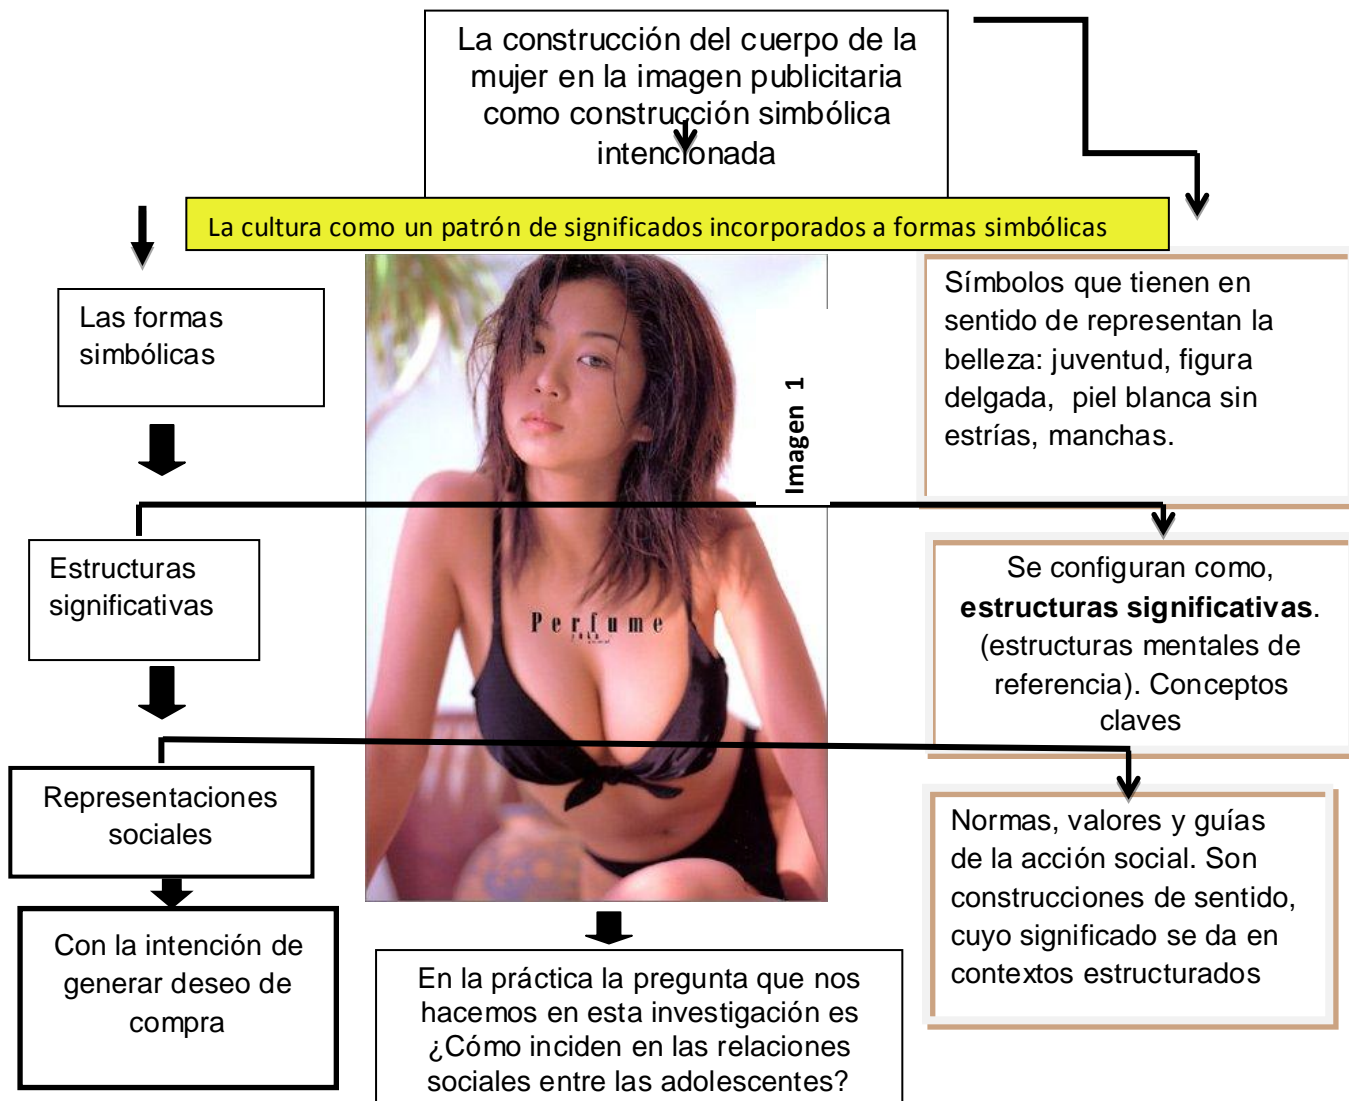 La construcción del cuerpo de la
mujer en la imagen publicitaria
como construcción simbólica
intencionada
La cultura como un patrón de significados incorporados a formas simbólicas
Las formas
simbólicas
Símbolos que tienen en
sentido de representan la
belleza: juventud, figura
delgada, piel blanca sin
estrías, manchas.
Imagen 1
Estructuras
significativas
Perfume
Se configuran como,
estructuras significativas.
(estructuras mentales de
referencia). Conceptos
claves
Representaciones
sociales
Normas, valores y guías
de la acción social. Son
construcciones de sentido,
cuyo significado se da en
contextos estructurados
Con la intención de
generar deseo de
compra
En la práctica la pregunta que nos
hacemos en esta investigación es
¿Cómo inciden en las relaciones
sociales entre las adolescentes?